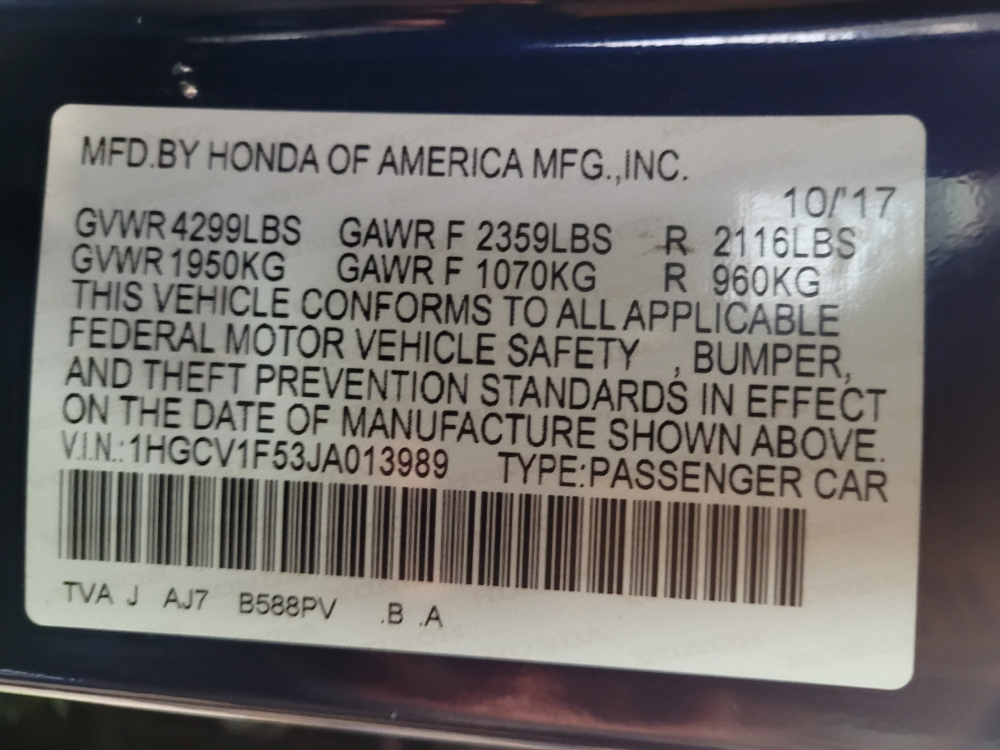 MFD.BY HONDA OF AMERICA MFG.,INC.
10/'17
GVWR 4299LBS GAWR F 2359LBS R 2116LBS
GVWR 1950KG GAWR F 1070KG R 960KG
THIS VEHICLE CONFORMS TO ALL APPLICABLE
FEDERAL MOTOR VEHICLE SAFETY , BUMPER,
AND THEFT PREVENTION STANDARDS IN EFFECT
ON THE DATE OF MANUFACTURE SHOWN ABOVE.
V.I.N.:1HGCV1F53JA013989 TYPE:PASSENGER CAR
TVA J AJ7 B588PV .B .A